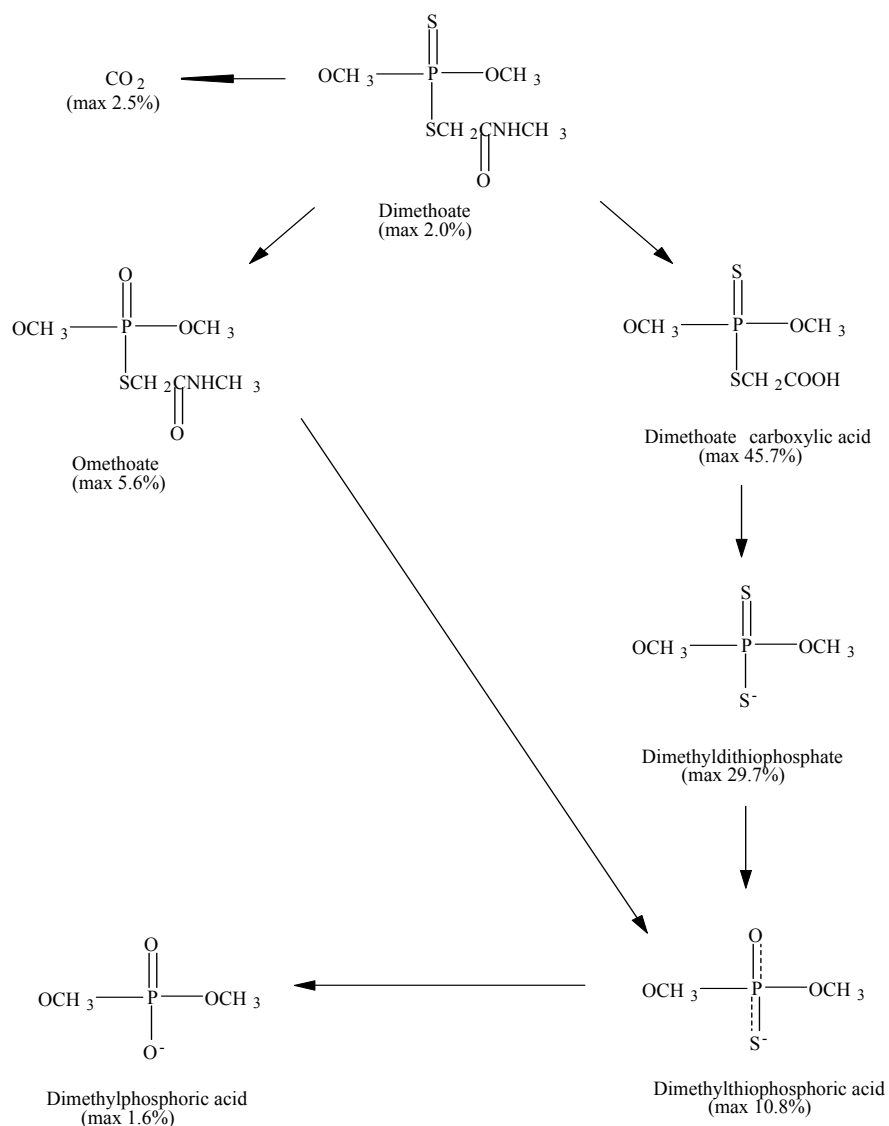 S
OCH 3 P OCH 3
SCH 2CNHCH 3
O
Dimethoate
(max 2.0%)
CO 2
(max 2.5%)
O
OCH 3 P OCH 3
SCH 2CNHCH 3
O
Omethoate
(max 5.6%)
S
OCH 3 P OCH 3
SCH 2COOH
Dimethoate carboxylic acid
(max 45.7%)
S
OCH 3 P OCH 3
S-
Dimethyldithiophosphate
(max 29.7%)
O
OCH 3 P OCH 3
S-
Dimethylthiophosphoric acid
(max 10.8%)
O
OCH 3 P OCH 3
O-
Dimethylphosphoric acid
(max 1.6%)